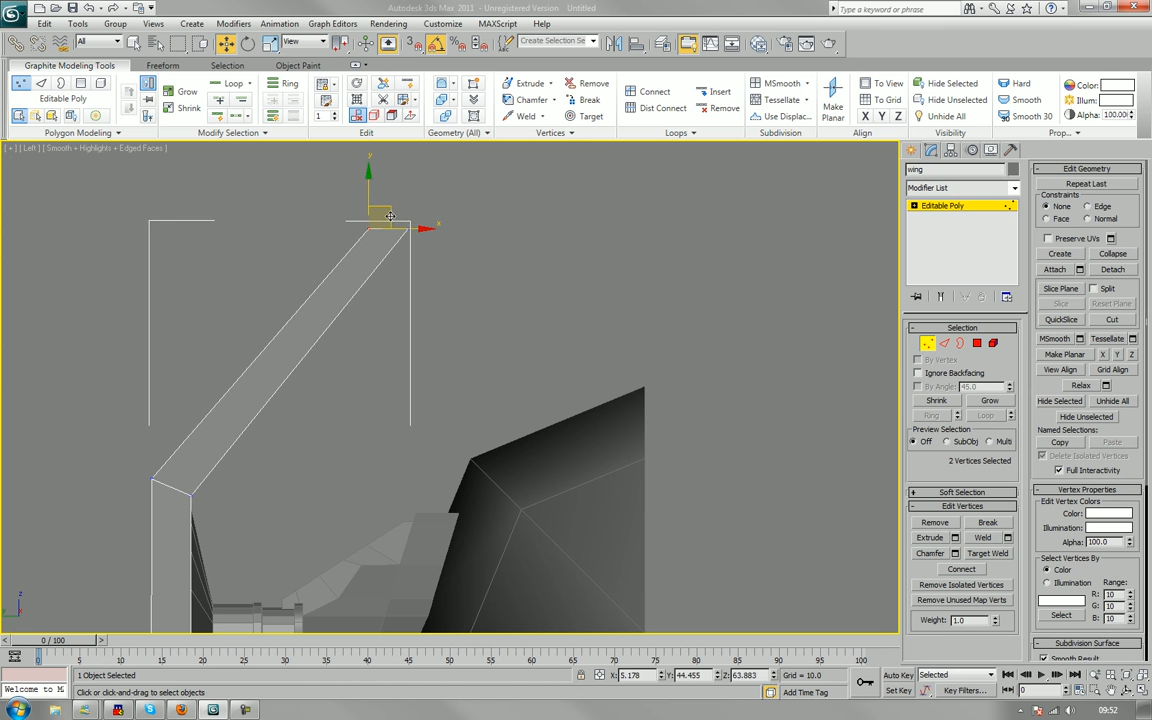 Autodesk 3ds Max 2011 - Unregistered Version Untitled
Type a keyword or phrase
Edit Tools Group Views Create Modifiers Animation Graph Editors Rendering Customize MAXScript Help
All View Create Selection Se
Graphite Modeling Tools Freeform Selection Object Paint
Grow Loop Ring Extrude Remove Connect Insert MSmooth To View Hide Selected Hard Color:
Editable Poly Shrink 1 Chamfer Break Dist Connect Remove Tessellate Make Planar To Grid Hide Unselected Smooth Illum:
Weld Target Use Displac... X Y Z Unhide All Smooth 30 Alpha: 100.00
Polygon Modeling Modify Selection Edit Geometry (All) Vertices Loops Subdivision Align Visibility Prop...
[ + ] [ Left ] [ Smooth + Highlights + Edged Faces ]
y
x
z
wing
Modifier List
Editable Poly
Selection
By Vertex
Ignore Backfacing
By Angle: 45.0
Shrink Grow
Ring Loop
Preview Selection
Off SubObj Multi
2 Vertices Selected
Soft Selection
Edit Vertices
Remove Break
Extrude Weld
Chamfer Target Weld
Connect
Remove Isolated Vertices
Remove Unused Map Verts
Weight: 1.0
Edit Geometry
Repeat Last
Constraints
None Edge
Face Normal
Preserve UVs
Create Collapse
Attach Detach
Slice Plane Split
Slice Reset Plane
QuickSlice Cut
MSmooth Tessellate
Make Planar X Y Z
View Align Grid Align
Relax
Hide Selected Unhide All
Hide Unselected
Named Selections:
Copy Paste
Delete Isolated Vertices
Full Interactivity
Vertex Properties
Edit Vertex Colors
Color:
Illumination:
Alpha: 100.0
Select Vertices By
Color
Illumination Range:
R: 10
G: 10
Select B: 10
Subdivision Surface
Smooth Result
0 / 100
0 5 10 15 20 25 30 35 40 45 50 55 60 65 70 75 80 85 90 95 100
1 Object Selected X: 5.178 Y: 44.455 Z: 63.883 Grid = 10.0 Auto Key Selected
Welcome to M Click or click-and-drag to select objects Add Time Tag Set Key Key Filters... 0
09:52